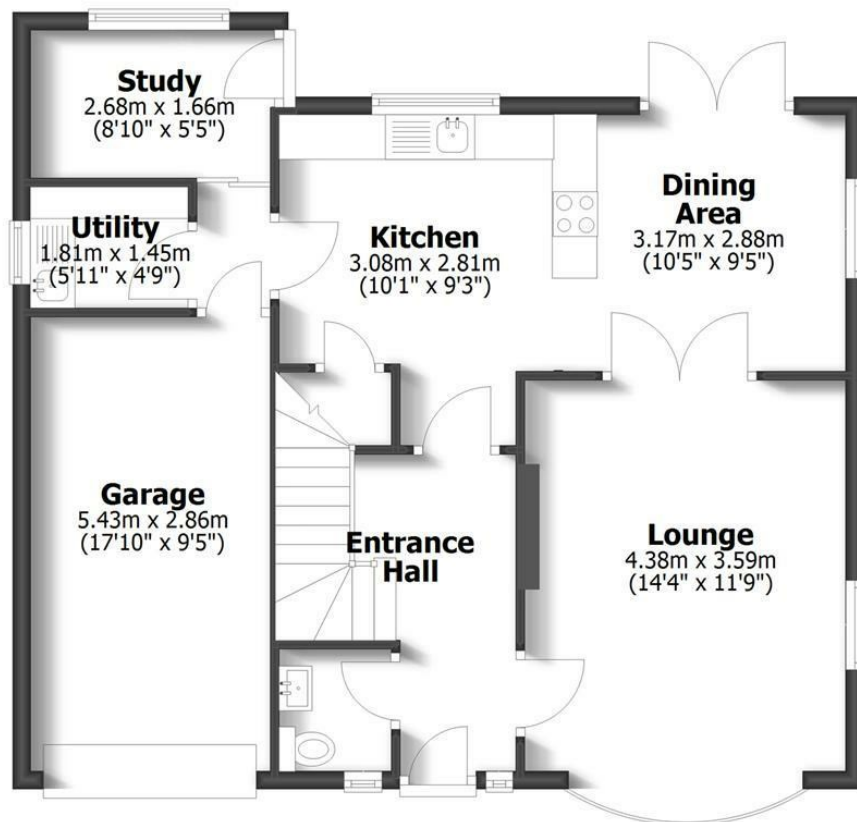 Study
2.68m x 1.66m
(8'10" x 5'5")
Utility
1.81m x 1.45m
(5'11" x 4'9")
Kitchen
3.08m x 2.81m
(10'1" x 9'3")
Dining
Area
3.17m x 2.88m
(10'5" x 9'5")
Garage
5.43m x 2.86m
(17'10" x 9'5")
Entrance
Hall
Lounge
4.38m x 3.59m
(14'4" x 11'9")